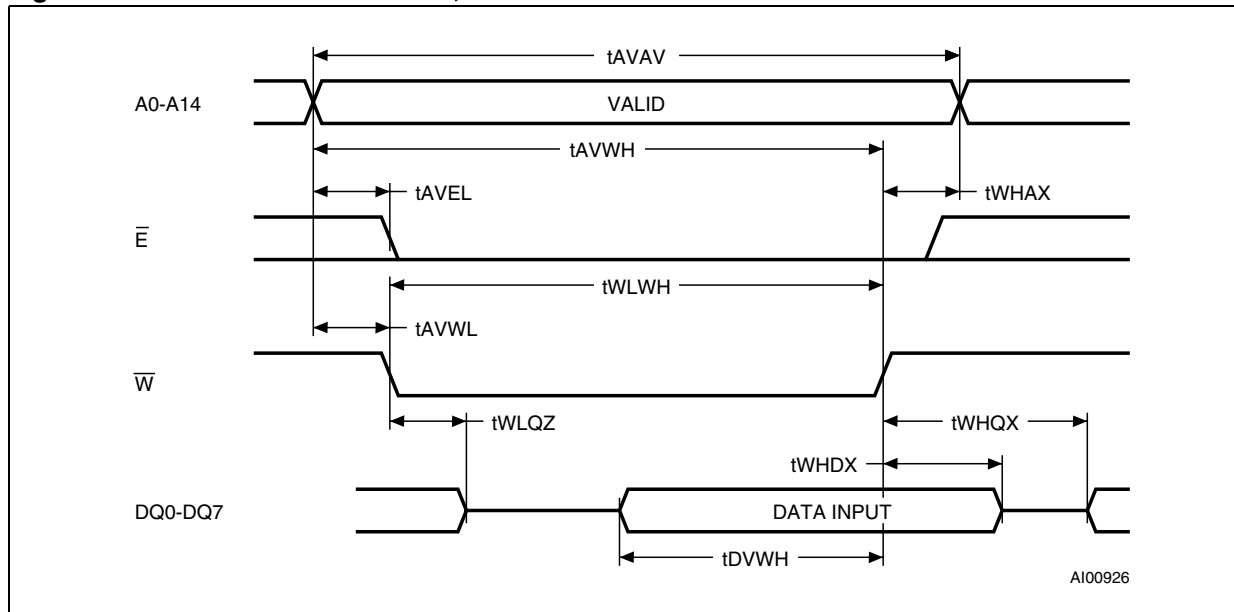 tAVAV
A0-A14
VALID
tAVWH
tAVEL
tWHAX
E̅
tWLWH
tAVWL
W̅
tWLQZ
tWHQX
tWHDX
DQ0-DQ7
DATA INPUT
tDVWH
AI00926